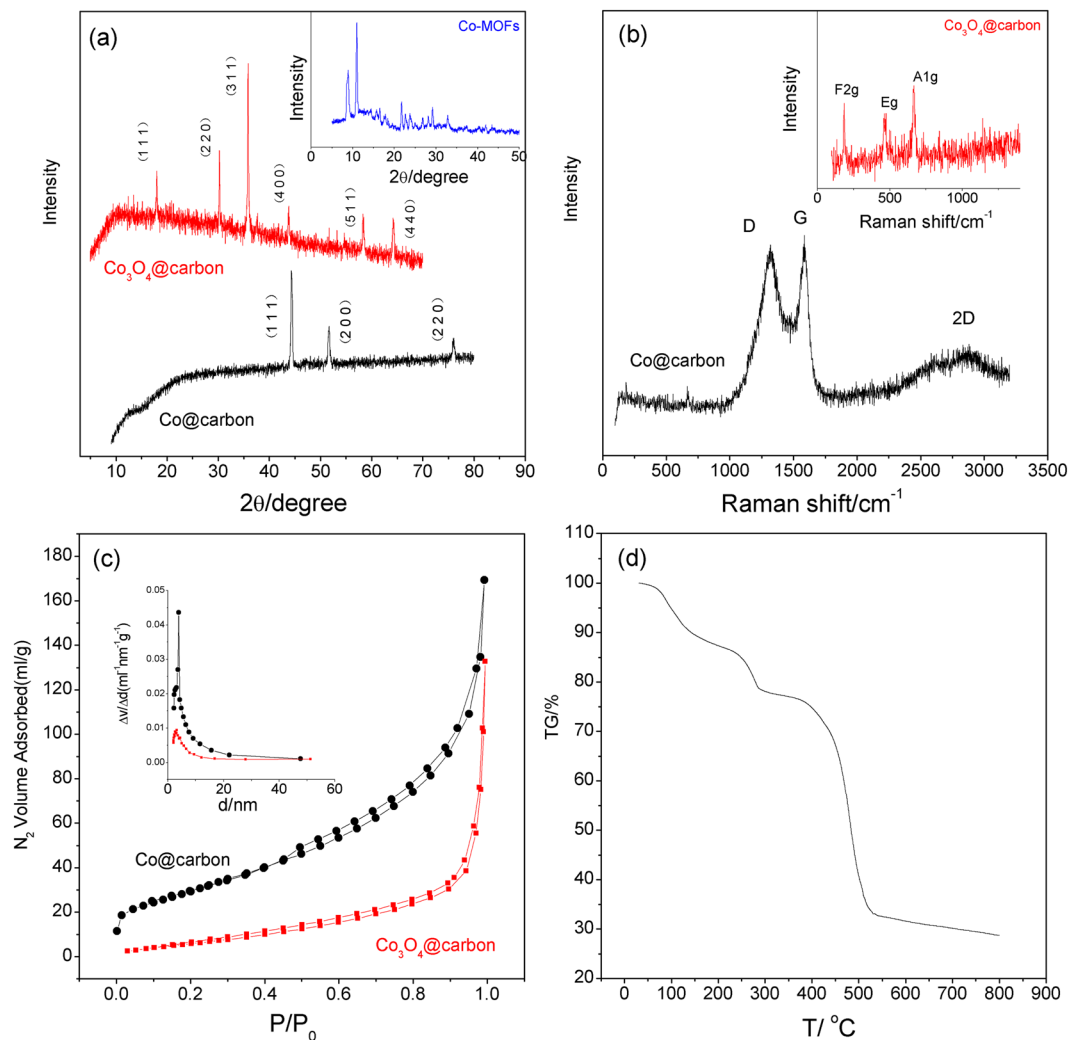 (a)
Co-MOFs
Intensity
0 10 20 30 40 50
2θ/degree
Intensity
(111)
(220)
(311)
(400)
(511)
(440)
Co3O4@carbon
(111)
(200)
(220)
Co@carbon
10 20 30 40 50 60 70 80 90
2θ/degree
(b)
Co3O4@carbon
Intensity
F2g
Eg
A1g
0 500 1000
Raman shift/cm-1
Intensity
D
G
2D
Co@carbon
0 500 1000 1500 2000 2500 3000 3500
Raman shift/cm-1
(c)
N2 Volume Adsorbed(ml/g)
180
160
140
120
100
80
60
40
20
0
Δv/Δd(ml-1nm-1g-1)
0.05
0.04
0.03
0.02
0.01
0.00
0 20 40 60
d/nm
Co@carbon
Co3O4@carbon
0.0 0.2 0.4 0.6 0.8 1.0
P/P0
(d)
TG/%
110
100
90
80
70
60
50
40
30
20
0 100 200 300 400 500 600 700 800 900
T/ °C